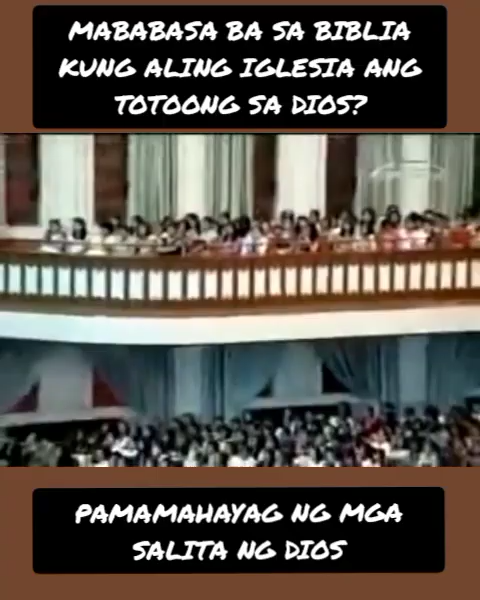 MABABASA BA SA BIBLIA
KUNG ALING IGLESIA ANG
TOTOONG SA DIOS?
PAMAMAHAYAG NG MGA
SALITA NG DIOS